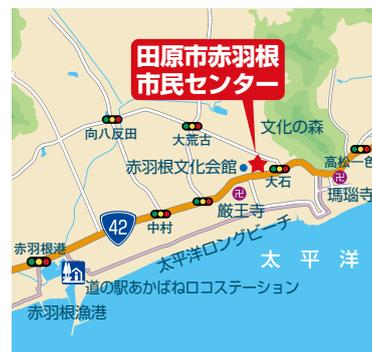 田原市赤羽根
市民センター
向八反田
大荒古
文化の森
赤羽根文化会館
高松一色
大石
瑪瑙寺
厳王寺
42
中村
太平洋ロングビーチ
赤羽根港
太平洋
道の駅あかばねロコステーション
赤羽根漁港